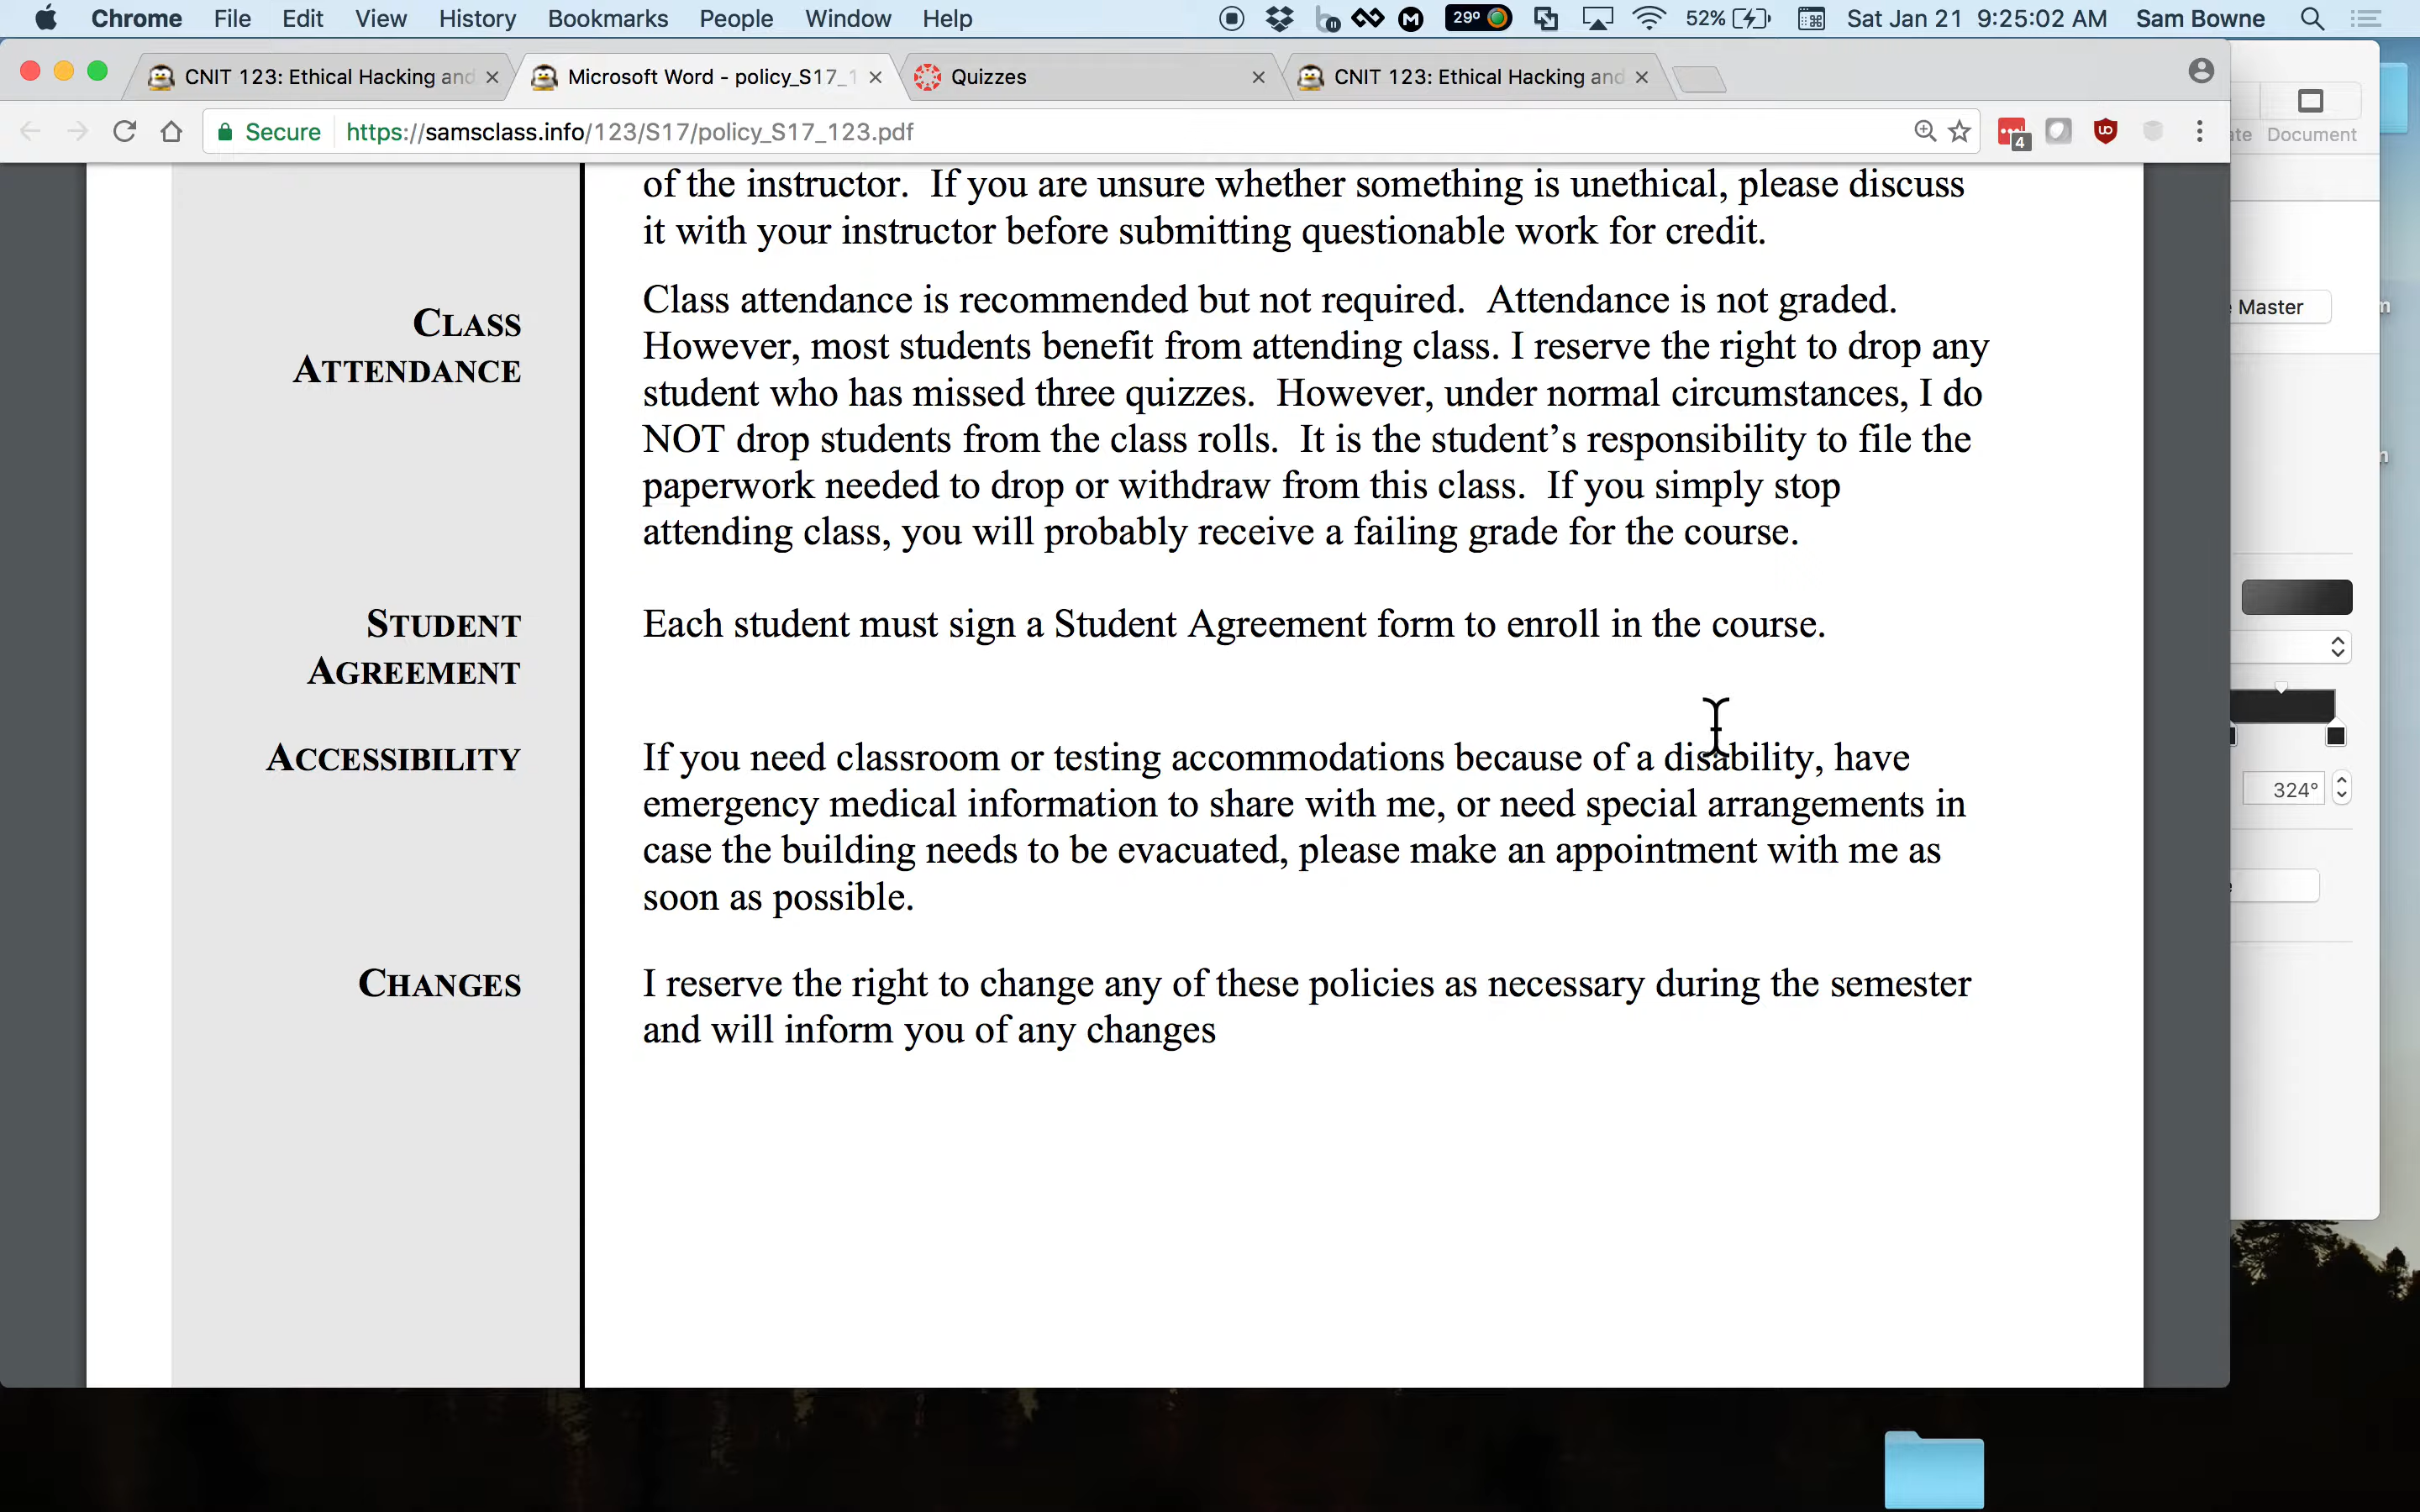 Chrome File Edit View History Bookmarks People Window Help 29° 52% Sat Jan 21 9:25:02 AM Sam Bowne
CNIT 123: Ethical Hacking and
Microsoft Word - policy_S17_1
Quizzes
CNIT 123: Ethical Hacking and
Secure https://samsclass.info/123/S17/policy_S17_123.pdf
4
Document
Master
324°
of the instructor. If you are unsure whether something is unethical, please discuss
it with your instructor before submitting questionable work for credit.
CLASS
ATTENDANCE
Class attendance is recommended but not required. Attendance is not graded.
However, most students benefit from attending class. I reserve the right to drop any
student who has missed three quizzes. However, under normal circumstances, I do
NOT drop students from the class rolls. It is the student’s responsibility to file the
paperwork needed to drop or withdraw from this class. If you simply stop
attending class, you will probably receive a failing grade for the course.
STUDENT
AGREEMENT
Each student must sign a Student Agreement form to enroll in the course.
ACCESSIBILITY
If you need classroom or testing accommodations because of a disability, have
emergency medical information to share with me, or need special arrangements in
case the building needs to be evacuated, please make an appointment with me as
soon as possible.
CHANGES
I reserve the right to change any of these policies as necessary during the semester
and will inform you of any changes